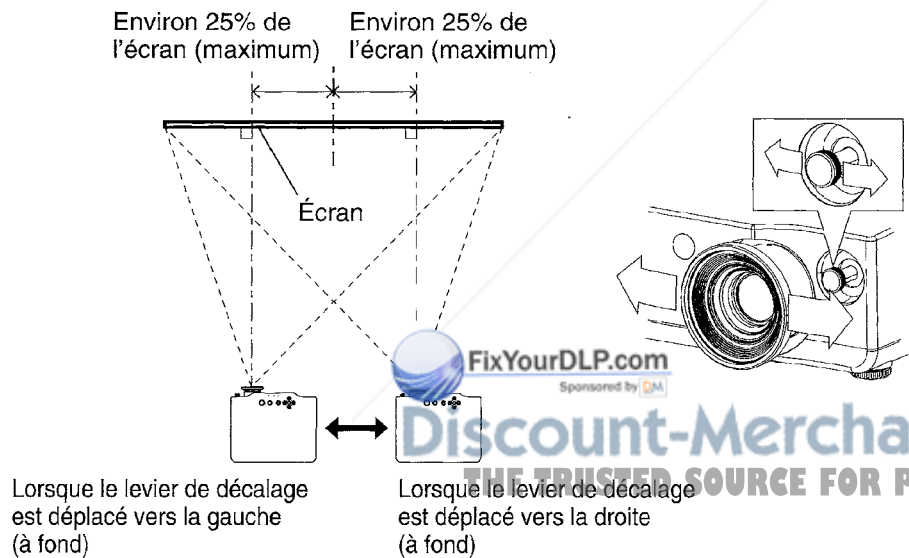 Environ 25% de
l'écran (maximum)
Environ 25% de
l'écran (maximum)
Écran
FixYourDLP.com
Sponsored by DM
Discount-Mercha
THE TRUSTED SOURCE FOR P
Lorsque le levier de décalage
est déplacé vers la gauche
(à fond)
Lorsque le levier de décalage
est déplacé vers la droite
(à fond)